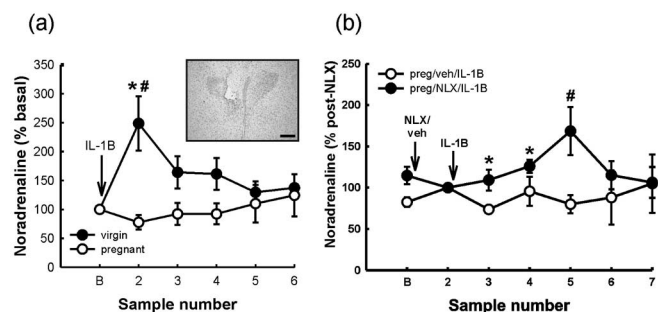 (a)
(b)
Noradrenaline (% basal)
350
300
250
200
150
100
50
0
* #
IL-1B
virgin
pregnant
B 2 3 4 5 6
Sample number
Noradrenaline (% post-NLX)
250
200
150
100
50
0
preg/veh/IL-1B
preg/NLX/IL-1B
NLX/
veh
IL-1B
* *
#
B 2 3 4 5 6 7
Sample number